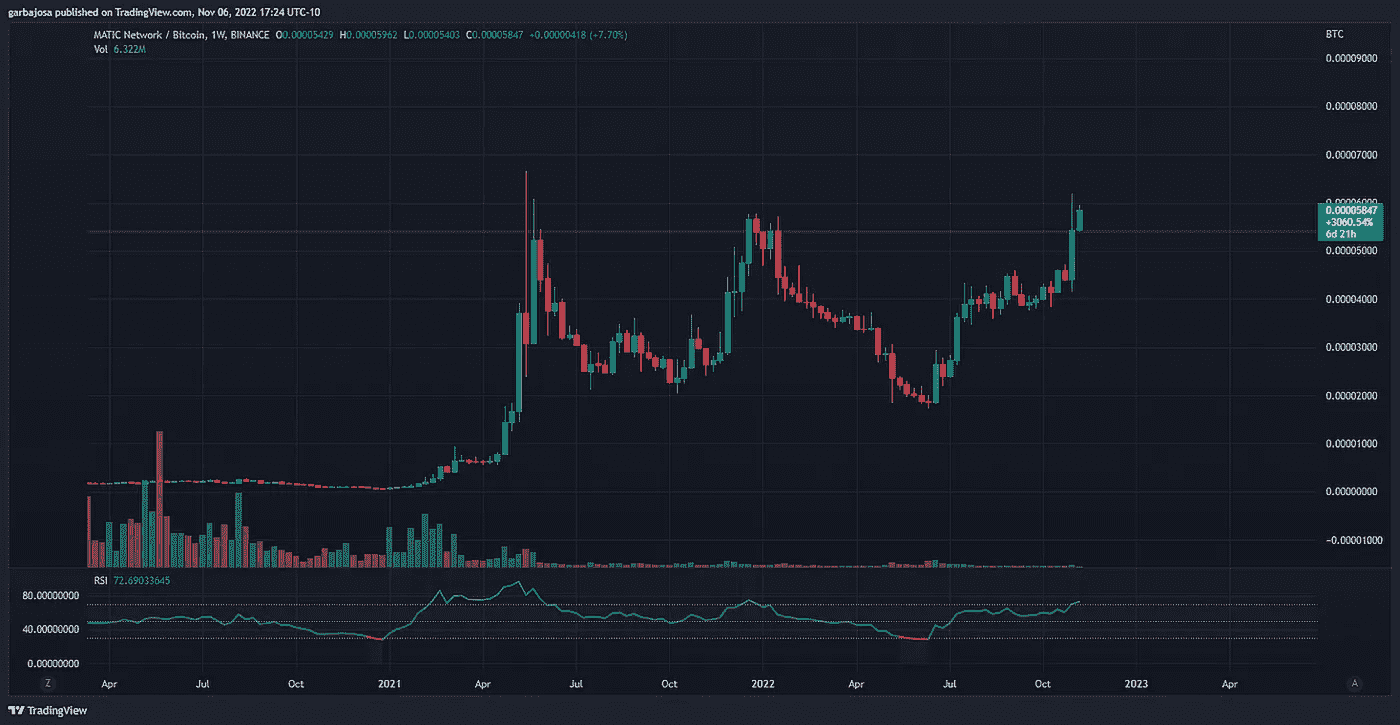 garbajosa published on TradingView.com, Nov 06, 2022 17:24 UTC-10
MATIC Network / Bitcoin, 1W, BINANCE O0.00005429 H0.00005962 L0.00005403 C0.00005847 +0.00000418 (+7.70%)
BTC
Vol 6.322M
0.00009000
0.00008000
0.00007000
0.00006000
0.00005847
+3060.54%
6d 21h
0.00005000
0.00004000
0.00003000
0.00002000
0.00001000
0.00000000
-0.00001000
RSI 72.69033645
80.00000000
40.00000000
0.00000000
Z Apr Jul Oct 2021 Apr Jul Oct 2022 Apr Jul Oct 2023 Apr A
TradingView